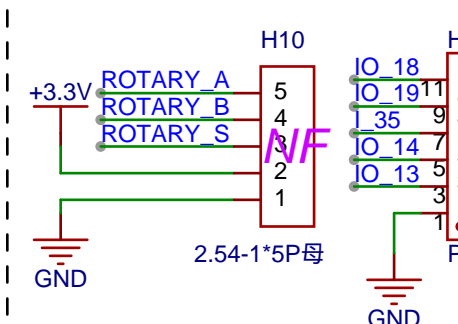 H10
H
+3.3V
ROTARY_A
ROTARY_B
ROTARY_S
5
4
3
2
1
NF
2.54-1*5P母
GND
IO_18
IO_19
I_35
IO_14
IO_13
11
9
7
5
3
1
P
GND